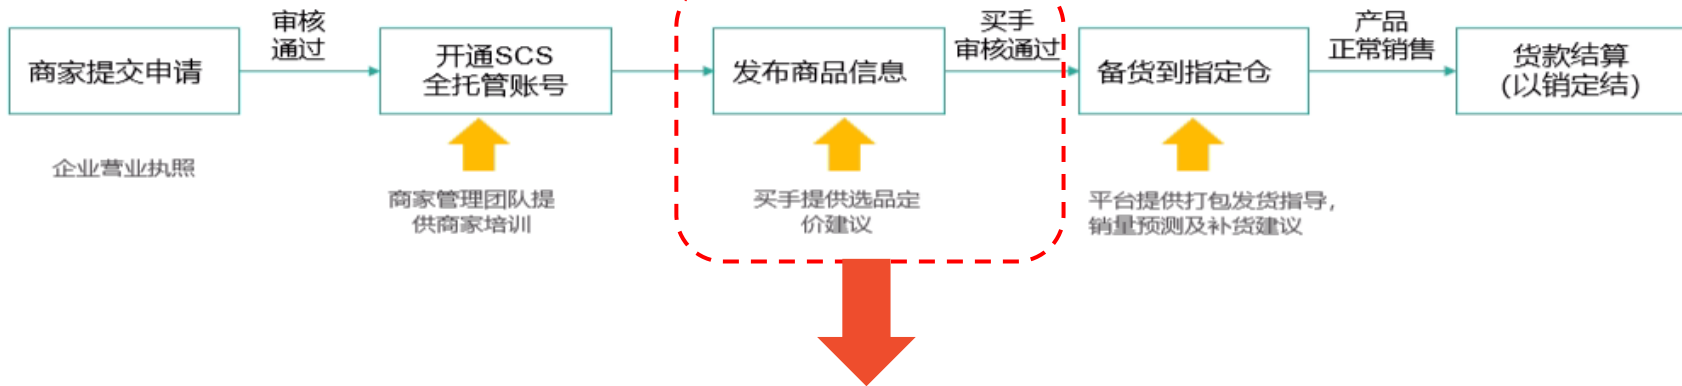 商家提交申请
审核
通过
开通SCS
全托管账号
发布商品信息
买手
审核通过
备货到指定仓
产品
正常销售
货款结算
(以销定结)
企业营业执照
商家管理团队提
供商家培训
买手提供选品定
价建议
平台提供打包发货指导，
销量预测及补货建议